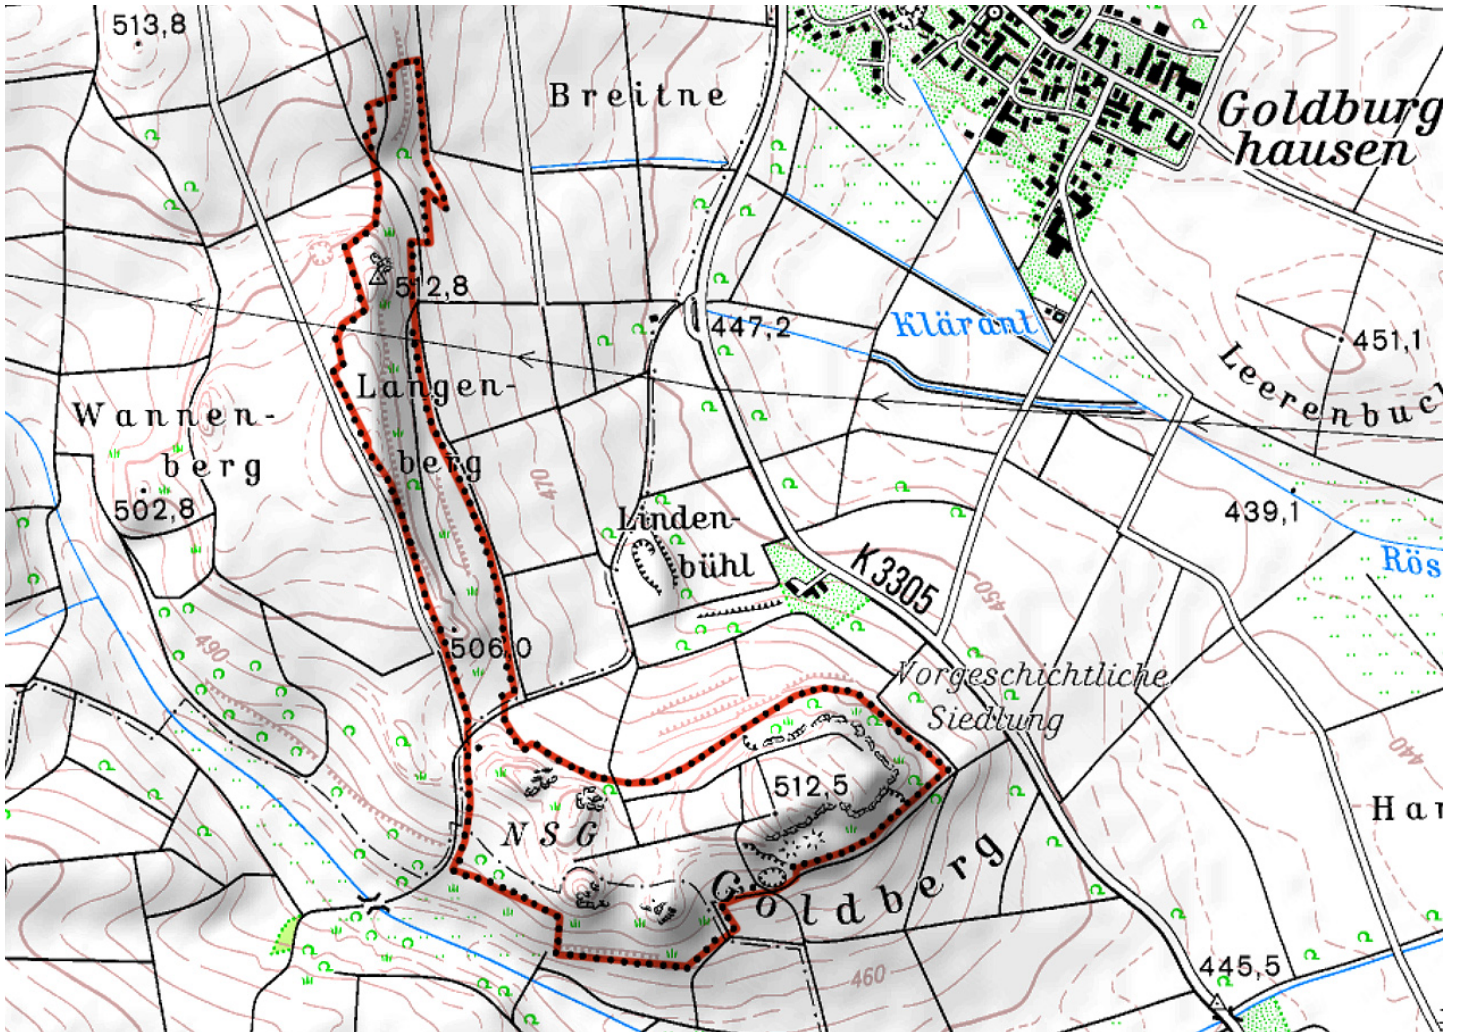 513,8
Breitne
Goldburg
hausen
512,8
447,2
Kläranl
451,1
Langen-
berg
Leerenbuc
Wannen-
berg
470
502,8
439,1
Linden-
bühl
K 3305
Rös
450
490
506,0
Vorgeschichtliche
Siedlung
440
512,5
Har
NSG
Goldberg
460
445,5